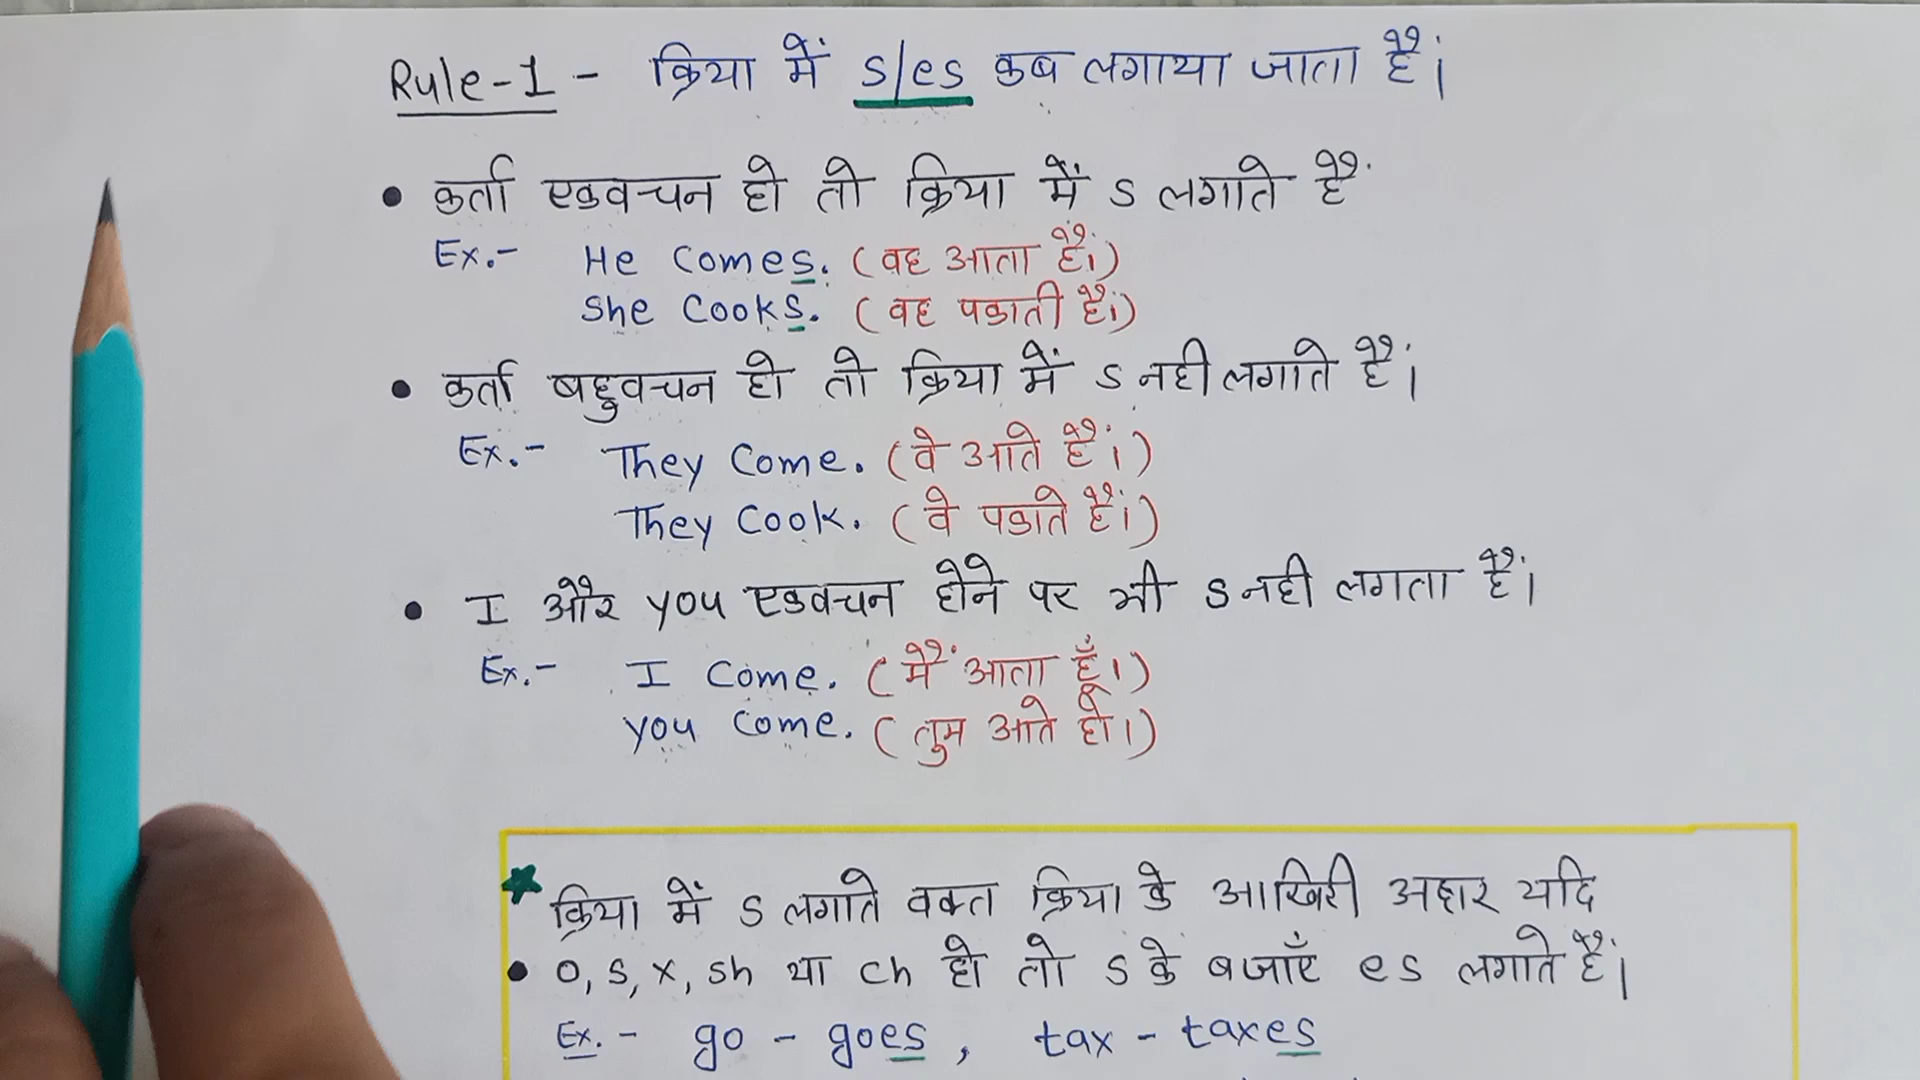 Rule-1 - क्रिया में s/es कब लगाया जाता हैं।
• कर्ता एकवचन हो तो क्रिया में s लगाते हैं
Ex.- He Comes. (वह आता हैं।)
She Cooks. (वह पकाती हैं।)
• कर्ता बहुवचन हो तो क्रिया में s नही लगाते हैं।
Ex.- They Come. (वे आते हैं।)
They Cook. (वे पकाते हैं।)
• I और you एकवचन होने पर भी s नही लगता हैं।
Ex.- I Come. (मैं आता हूँ।)
you Come. (तुम आते हो।)
★ क्रिया में s लगाते वक्त क्रिया के आखिरी अक्षर यदि
• o, s, x, sh या ch हो तो s के बजाएँ es लगाते हैं।
Ex. - go - goes, tax - taxes